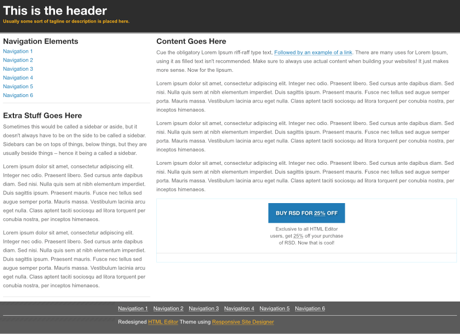 This is the header
Usually some sort of tagline or description is placed here.
Navigation Elements
Navigation 1
Navigation 2
Navigation 3
Navigation 4
Navigation 5
Navigation 6
Extra Stuff Goes Here
Sometimes this would be called a sidebar or aside, but it
doesn't always have to be on the side to be called a sidebar.
Sidebars can be on tops of things, below things, but they are
usually beside things – hence it being a called a sidebar.
Lorem ipsum dolor sit amet, consectetur adipiscing elit.
Integer nec odio. Praesent libero. Sed cursus ante dapibus
diam. Sed nisi. Nulla quis sem at nibh elementum imperdiet.
Duis sagittis ipsum. Praesent mauris. Fusce nec tellus sed
augue semper porta. Mauris massa. Vestibulum lacinia arcu
eget nulla. Class aptent taciti sociosqu ad litora torquent per
conubia nostra, per inceptos himenaeos.
Lorem ipsum dolor sit amet, consectetur adipiscing elit.
Integer nec odio. Praesent libero. Sed cursus ante dapibus
diam. Sed nisi. Nulla quis sem at nibh elementum imperdiet.
Duis sagittis ipsum. Praesent mauris. Fusce nec tellus sed
augue semper porta. Mauris massa. Vestibulum lacinia arcu
eget nulla. Class aptent taciti sociosqu ad litora torquent per
conubia nostra, per inceptos himenaeos.
Content Goes Here
Cue the obligatory Lorem Ipsum riff-raff type text. Followed by an example of a link. There are many uses for Lorem Ipsum,
using it as filled text isn't recommended. Make sure to always use actual content when building your websites! It just makes
more sense. Now for the Ipsum.
Lorem ipsum dolor sit amet, consectetur adipiscing elit. Integer nec odio. Praesent libero. Sed cursus ante dapibus diam. Sed
nisi. Nulla quis sem at nibh elementum imperdiet. Duis sagittis ipsum. Praesent mauris. Fusce nec tellus sed augue semper
porta. Mauris massa. Vestibulum lacinia arcu eget nulla. Class aptent taciti sociosqu ad litora torquent per conubia nostra, per
inceptos himenaeos.
Lorem ipsum dolor sit amet, consectetur adipiscing elit. Integer nec odio. Praesent libero. Sed cursus ante dapibus diam. Sed
nisi. Nulla quis sem at nibh elementum imperdiet. Duis sagittis ipsum. Praesent mauris. Fusce nec tellus sed augue semper
porta. Mauris massa. Vestibulum lacinia arcu eget nulla. Class aptent taciti sociosqu ad litora torquent per conubia nostra, per
inceptos himenaeos.
Lorem ipsum dolor sit amet, consectetur adipiscing elit. Integer nec odio. Praesent libero. Sed cursus ante dapibus diam. Sed
nisi. Nulla quis sem at nibh elementum imperdiet. Duis sagittis ipsum. Praesent mauris. Fusce nec tellus sed augue semper
porta. Mauris massa. Vestibulum lacinia arcu eget nulla. Class aptent taciti sociosqu ad litora torquent per conubia nostra, per
inceptos himenaeos.
BUY RSD FOR 25% OFF
Exclusive to all HTML Editor
users, get 25% off your purchase
of RSD. Now that is cool!
Navigation 1 Navigation 2 Navigation 3 Navigation 4 Navigation 5 Navigation 6
Redesigned HTML Editor Theme using Responsive Site Designer